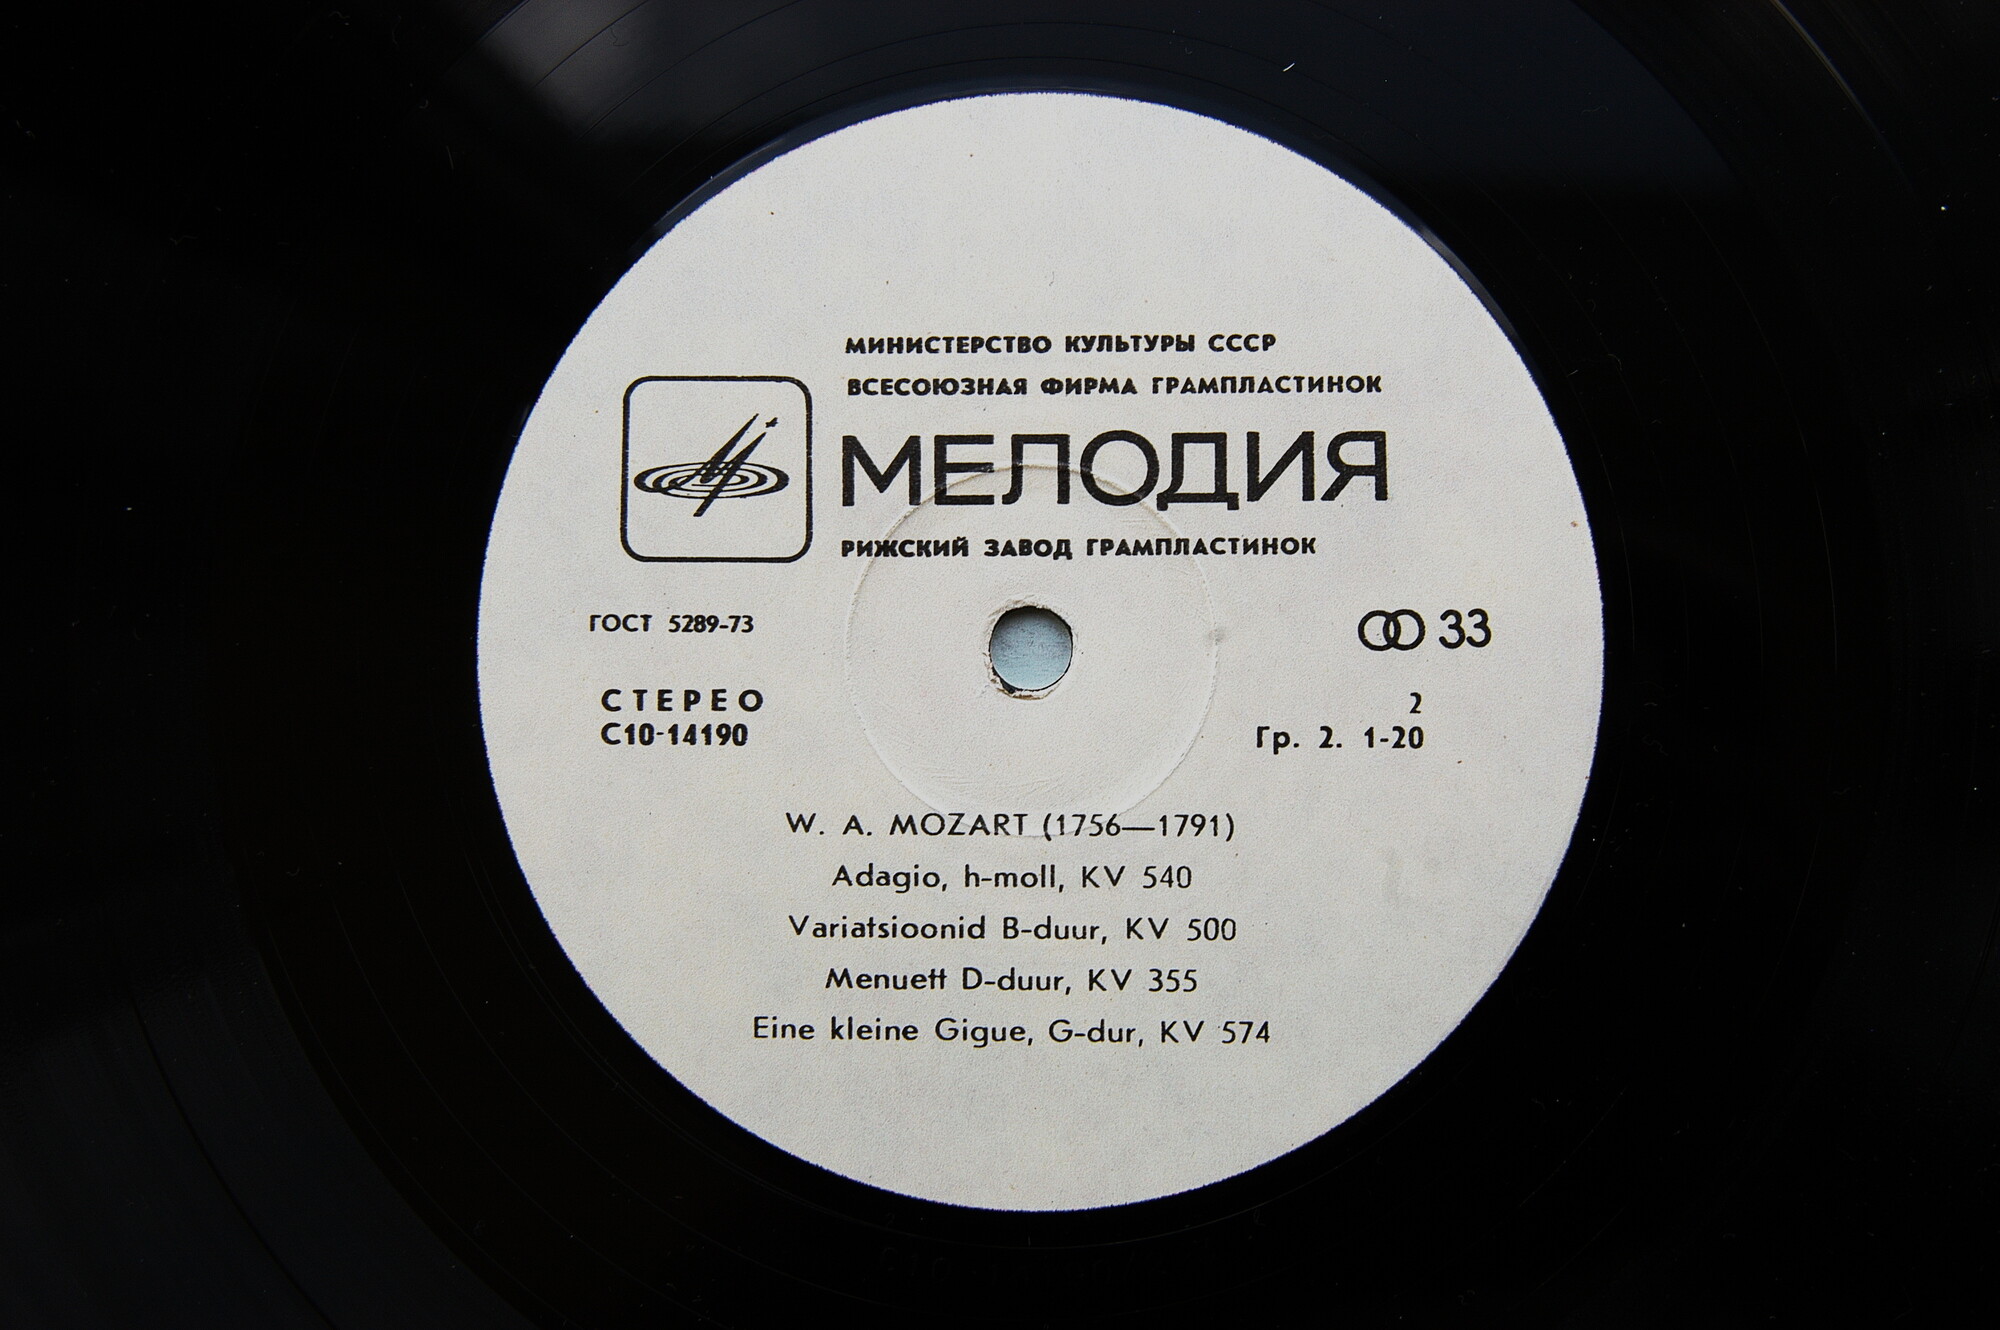 МИНИСТЕРСТВО КУЛЬТУРЫ СССР
ВСЕСОЮЗНАЯ ФИРМА ГРАМПЛАСТИНОК
МЕЛОДИЯ
РИЖСКИЙ ЗАВОД ГРАМПЛАСТИНОК
ГОСТ 5289-73
33
СТЕРЕО
2
С10-14190
Гр. 2. 1-20
W. A. MOZART (1756—1791)
Adagio, h-moll, KV 540
Variatsioonid B-duur, KV 500
Menuett D-duur, KV 355
Eine kleine Gigue, G-dur, KV 574